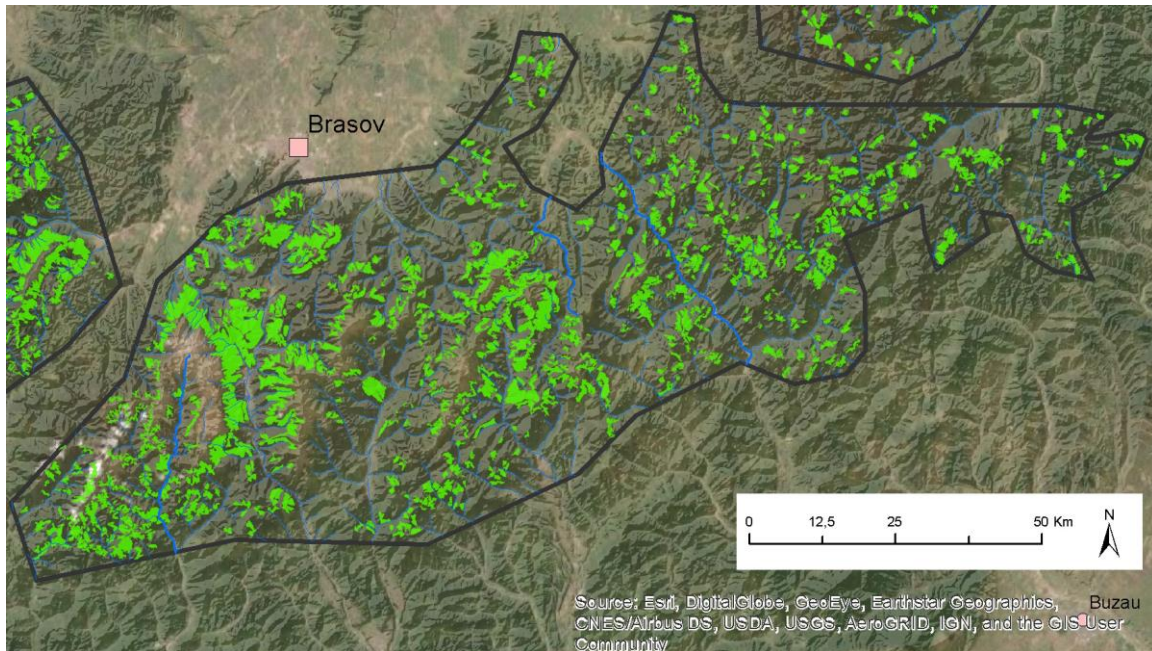 Brasov
0 12,5 25 50 Km
N
Source: Esri, DigitalGlobe, GeoEye, Earthstar Geographics,
CNES/Airbus DS, USDA, USGS, AeroGRID, IGN, and the GIS User
Community
Buzau